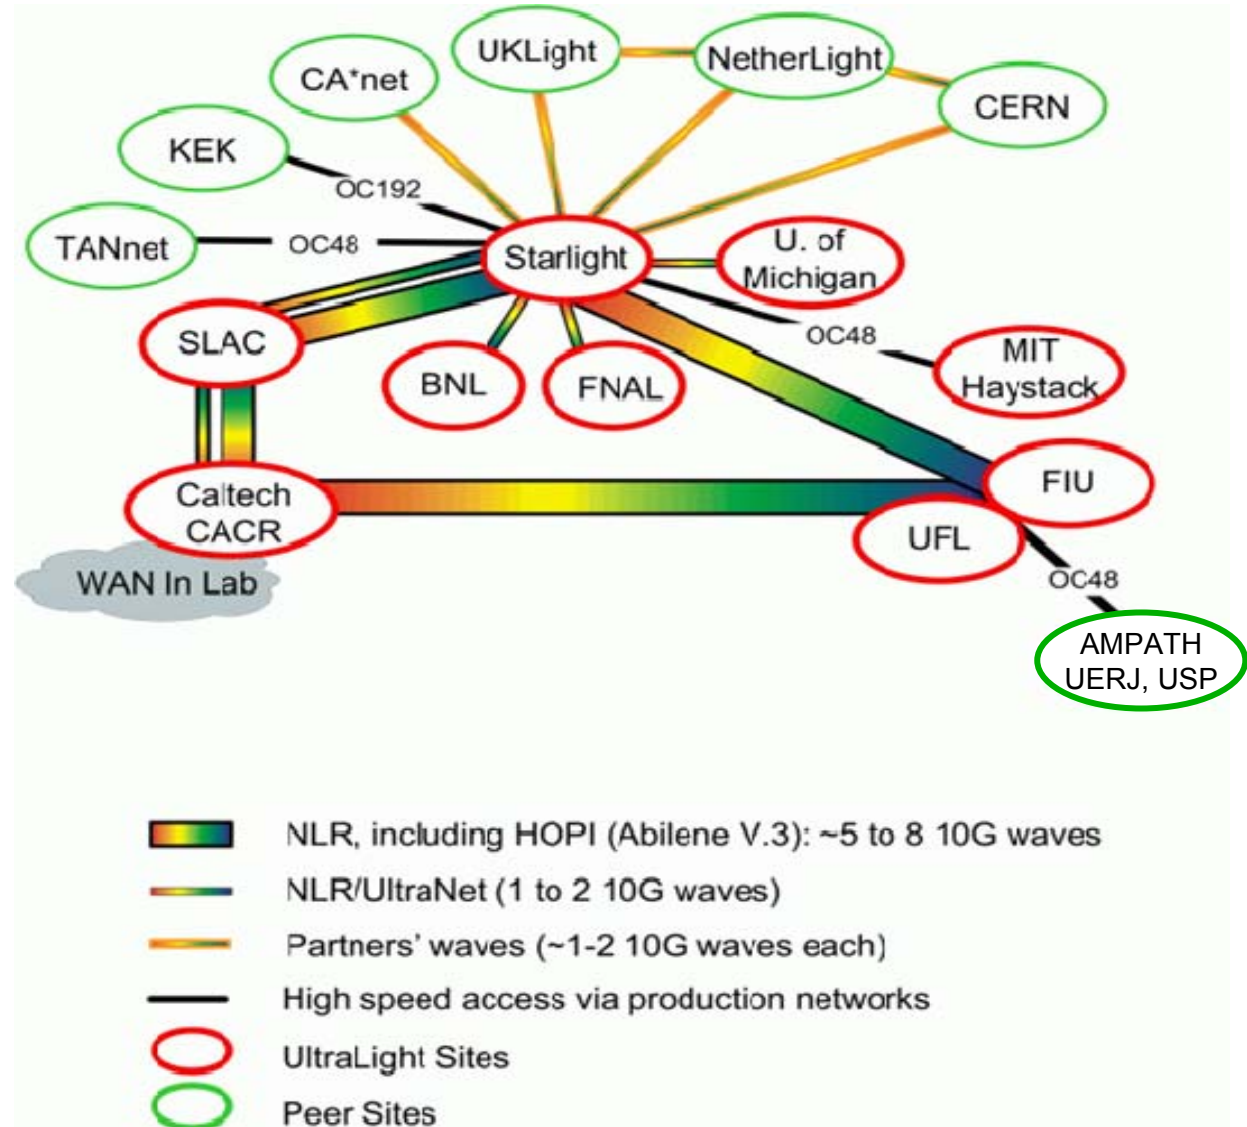 UKLight
NetherLight
CA*net
CERN
KEK
OC192
TANnet
OC48
Starlight
U. of
Michigan
SLAC
OC48
BNL
FNAL
MIT
Haystack
Caltech
CACR
FIU
UFL
WAN In Lab
OC48
AMPATH
UERJ, USP
NLR, including HOPI (Abilene V.3): ~5 to 8 10G waves
NLR/UltraNet (1 to 2 10G waves)
Partners' waves (~1-2 10G waves each)
High speed access via production networks
UltraLight Sites
Peer Sites